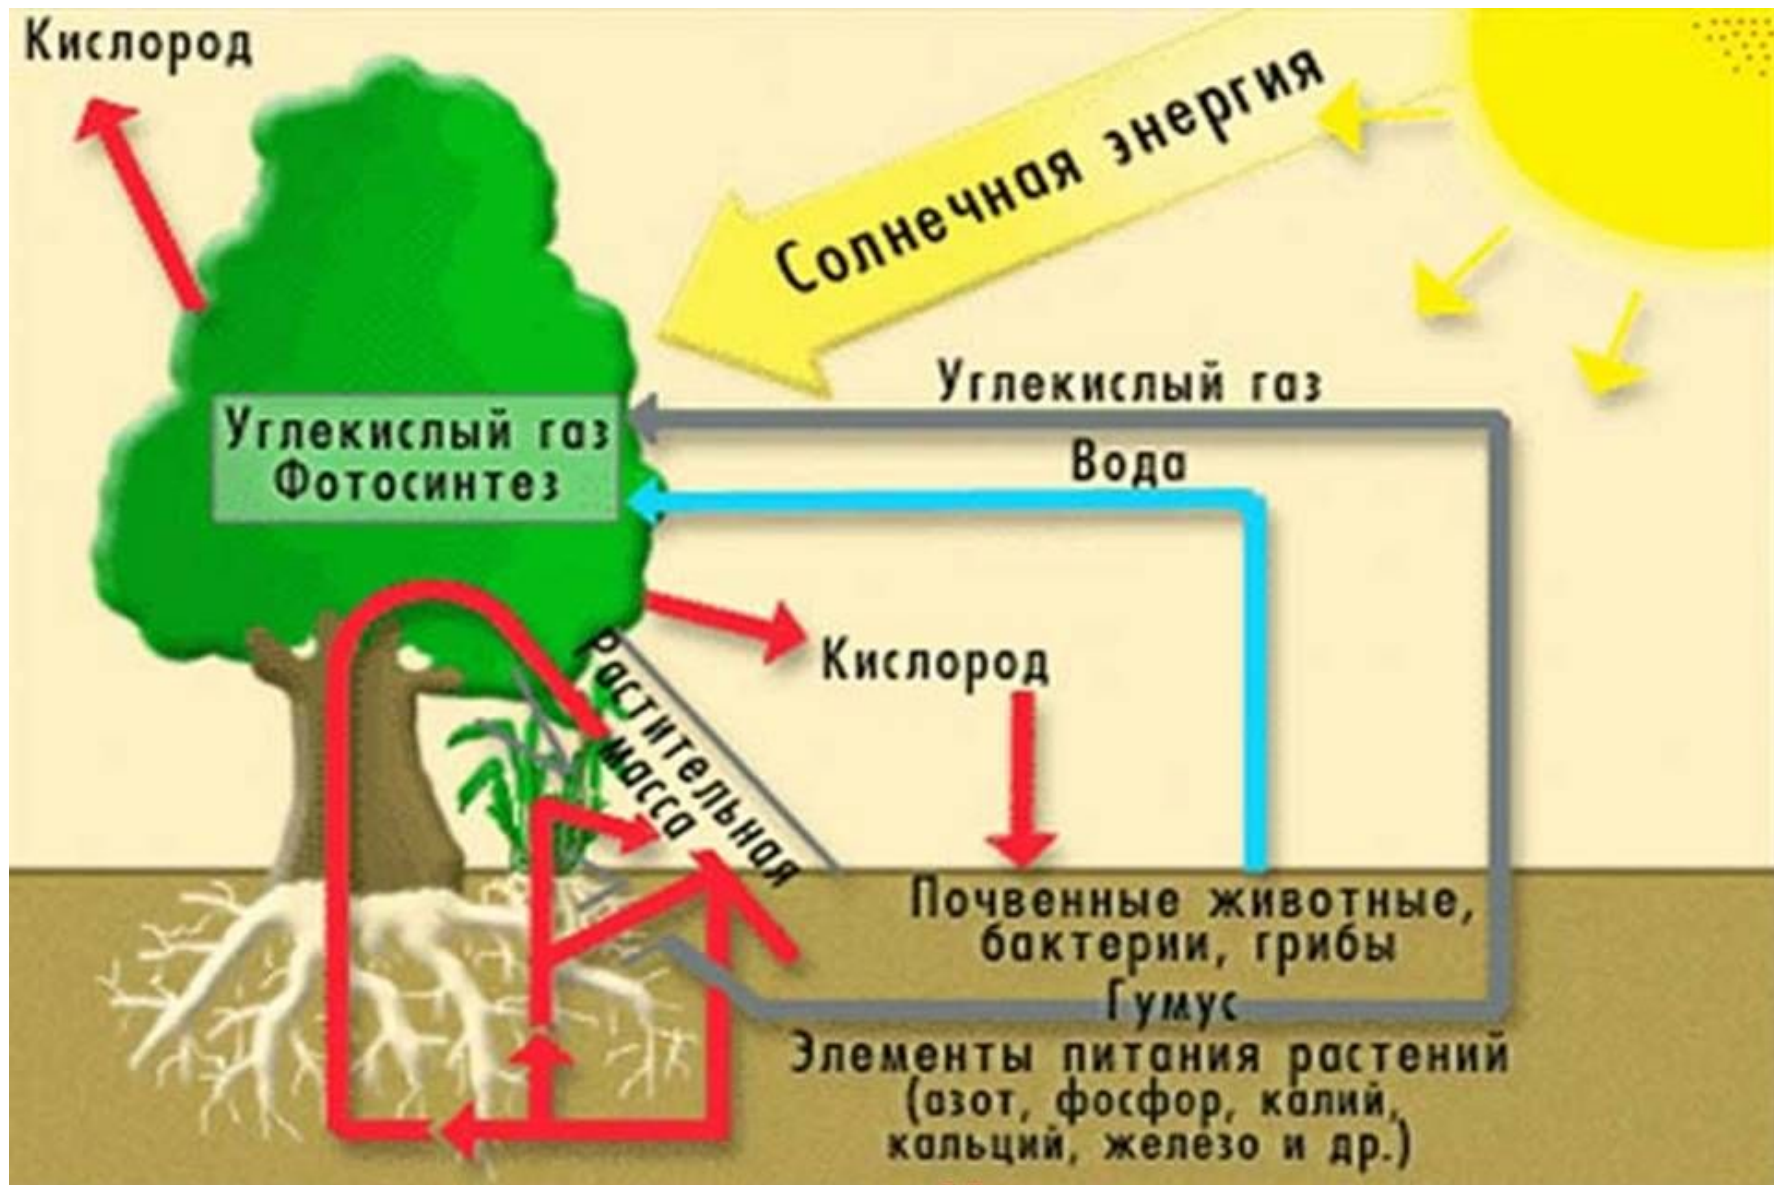 Кислород
Солнечная энергия
Углекислый газ
Углекислый газ
Фотосинтез
Вода
Кислород
Растительная
масса
Почвенные животные,
бактерии, грибы
Гумус
Элементы питания растений
(азот, фосфор, калий,
кальций, железо и др.)